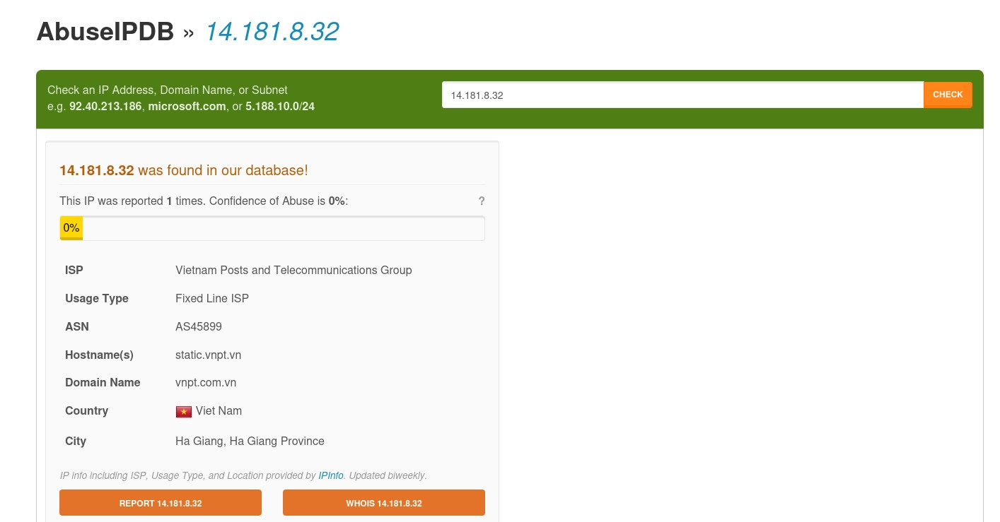 AbuseIPDB » 14.181.8.32
Check an IP Address, Domain Name, or Subnet
e.g. 92.40.213.186, microsoft.com, or 5.188.10.0/24
14.181.8.32
CHECK
14.181.8.32 was found in our database!
This IP was reported 1 times. Confidence of Abuse is 0%:
?
0%
ISP Vietnam Posts and Telecommunications Group
Usage Type Fixed Line ISP
ASN AS45899
Hostname(s) static.vnpt.vn
Domain Name vnpt.com.vn
Country Viet Nam
City Ha Giang, Ha Giang Province
IP info including ISP, Usage Type, and Location provided by IPInfo. Updated biweekly.
REPORT 14.181.8.32
WHOIS 14.181.8.32